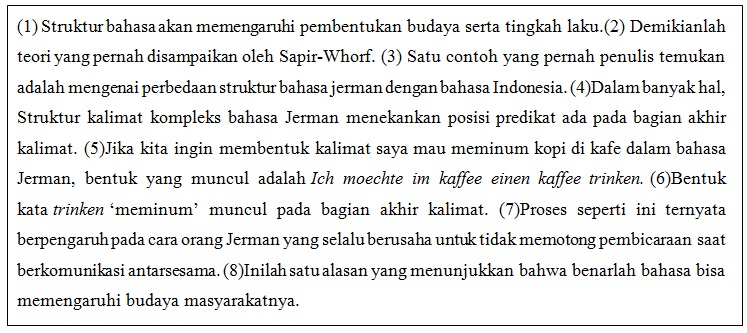 (1) Struktur bahasa akan memengaruhi pembentukan budaya serta tingkah laku.(2) Demikianlah
teori yang pernah disampaikan oleh Sapir-Whorf. (3) Satu contoh yang pernah penulis temukan
adalah mengenai perbedaan struktur bahasa jerman dengan bahasa Indonesia. (4)Dalam banyak hal,
Struktur kalimat kompleks bahasa Jerman menekankan posisi predikat ada pada bagian akhir
kalimat. (5)Jika kita ingin membentuk kalimat saya mau meminum kopi di kafe dalam bahasa
Jerman, bentuk yang muncul adalah Ich moechte im kaffee einen kaffee trinken. (6)Bentuk
kata trinken ‘meminum’ muncul pada bagian akhir kalimat. (7)Proses seperti ini ternyata
berpengaruh pada cara orang Jerman yang selalu berusaha untuk tidak memotong pembicaraan saat
berkomunikasi antarsesama. (8)Inilah satu alasan yang menunjukkan bahwa benarlah bahasa bisa
memengaruhi budaya masyarakatnya.